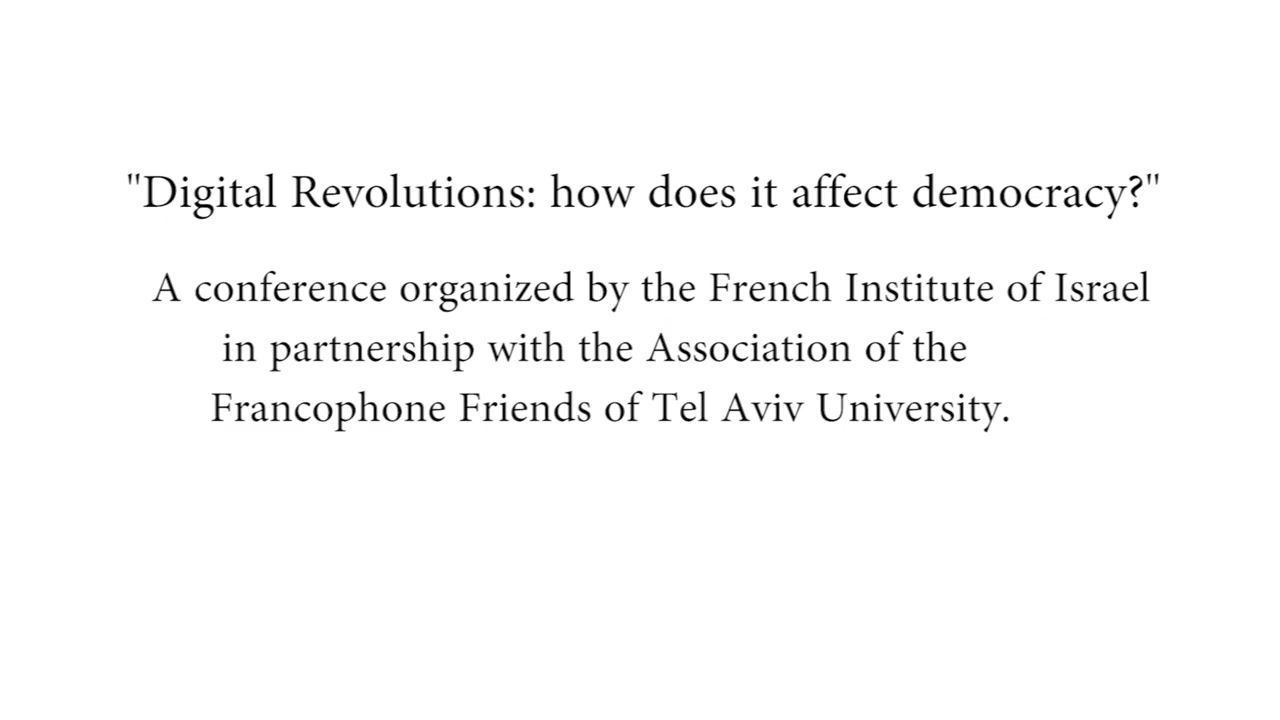 "Digital Revolutions: how does it affect democracy?"
A conference organized by the French Institute of Israel
in partnership with the Association of the
Francophone Friends of Tel Aviv University.